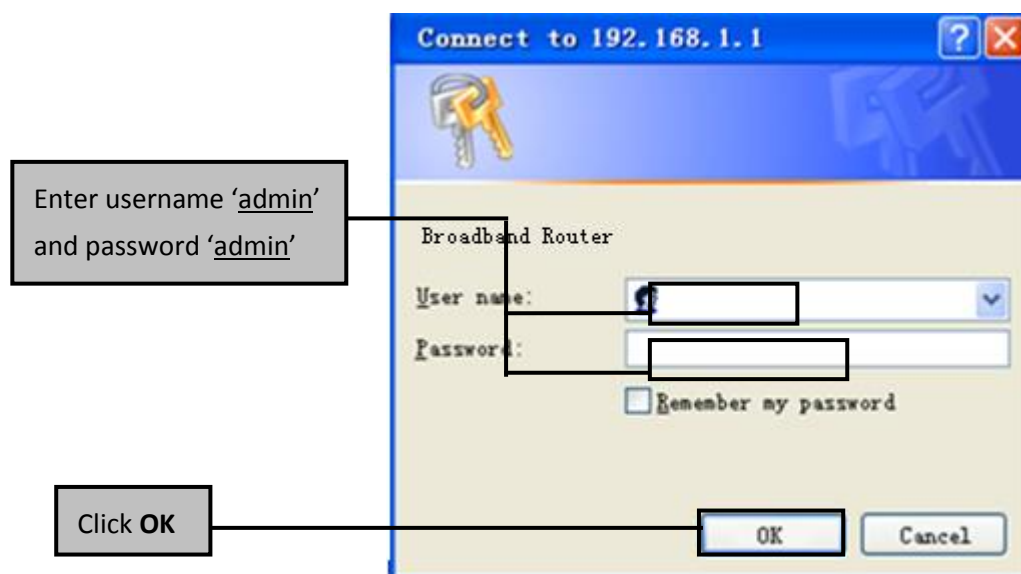 Connect to 192.168.1.1
Enter username ‘admin’
and password ‘admin’
Broadband Router
User name:
Password:
Remember my password
Click OK
OK
Cancel